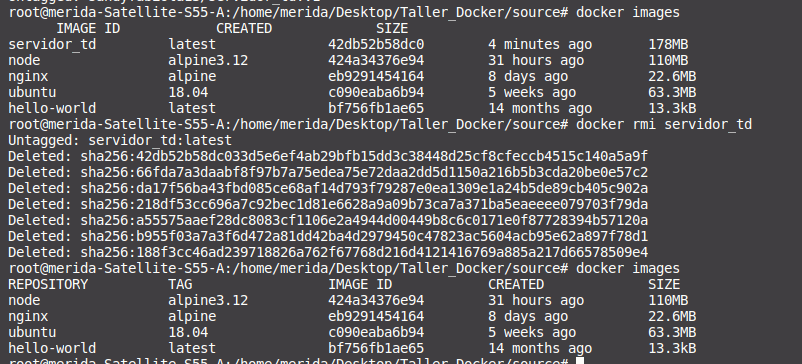 root@merida-Satellite-S55-A:/home/merida/Desktop/Taller_Docker/source# docker images
IMAGE ID CREATED SIZE
servidor_td latest 42db52b58dc0 4 minutes ago 178MB
node alpine3.12 424a34376e94 31 hours ago 110MB
nginx alpine eb9291454164 8 days ago 22.6MB
ubuntu 18.04 c090eaba6b94 5 weeks ago 63.3MB
hello-world latest bf756fb1ae65 14 months ago 13.3kB
root@merida-Satellite-S55-A:/home/merida/Desktop/Taller_Docker/source# docker rmi servidor_td
Untagged: servidor_td:latest
Deleted: sha256:42db52b58dc033d5e6ef4ab29bfb15dd3c38448d25cf8cfeccb4515c140a5a9f
Deleted: sha256:66fda7a3daabf8f97b7a75edea75e72daa2dd5d1150a216b5b3cda20be0e57c2
Deleted: sha256:da17f56ba43fbd085ce68af14d793f79287e0ea1309e1a24b5de89cb405c902a
Deleted: sha256:218df53cc696a7c92bec1d81e6628a9a09b73ca7a371ba5eaeeee079703f79da
Deleted: sha256:a55575aaef28dc8083cf1106e2a4944d00449b8c6c0171e0f87728394b57120a
Deleted: sha256:b955f03a7a3f6d472a81dd42ba4d2979450c47823ac5604acb95e62a897f78d1
Deleted: sha256:188f3cc46ad239718826a762f67768d216d4121416769a885a217d66578509e4
root@merida-Satellite-S55-A:/home/merida/Desktop/Taller_Docker/source# docker images
REPOSITORY TAG IMAGE ID CREATED SIZE
node alpine3.12 424a34376e94 31 hours ago 110MB
nginx alpine eb9291454164 8 days ago 22.6MB
ubuntu 18.04 c090eaba6b94 5 weeks ago 63.3MB
hello-world latest bf756fb1ae65 14 months ago 13.3kB
root@merida-Satellite-S55-A:/home/merida/Desktop/Taller_Docker/source#